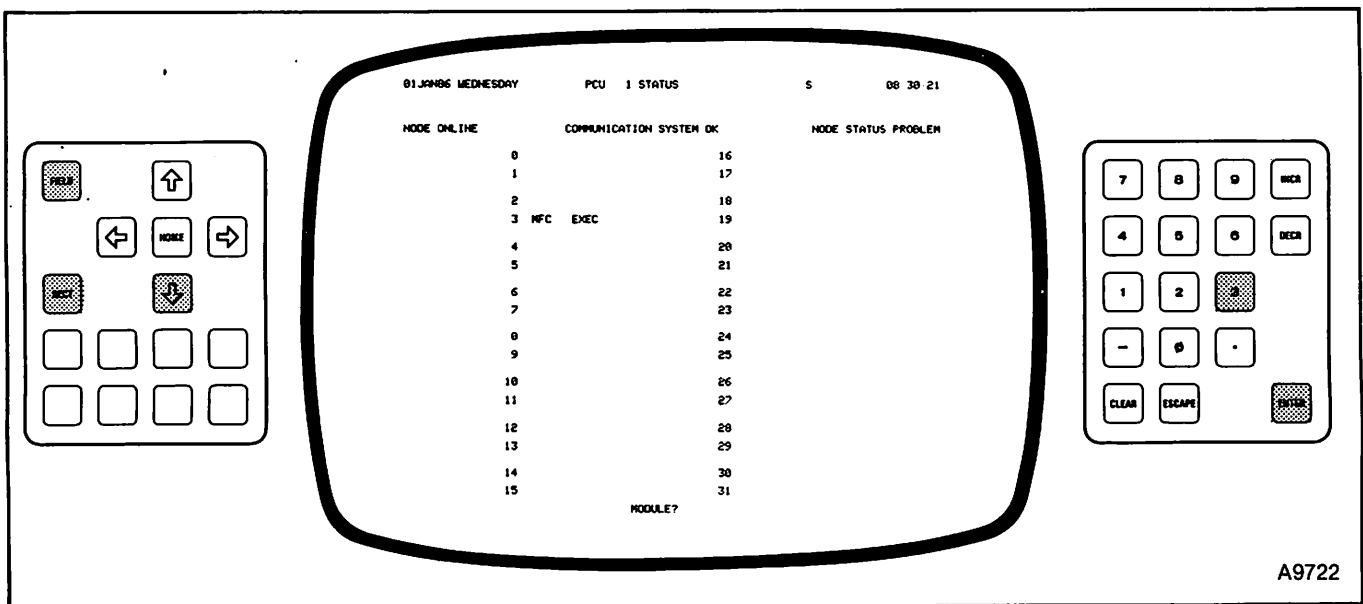 01JAN86 WEDNESDAY PCU 1 STATUS S 08 30 21
NODE ONLINE COMMUNICATION SYSTEM OK NODE STATUS PROBLEM
0 16
1 17
2 18
3 MFC EXEC 19
4 20
5 21
6 22
7 23
8 24
9 25
10 26
11 27
12 28
13 29
14 30
15 31
MODULE?
FIELD
HOME
7 8 9 INCR
4 5 6 DECR
1 2 3
- 0 .
CLEAR ESCAPE ENTER
A9722